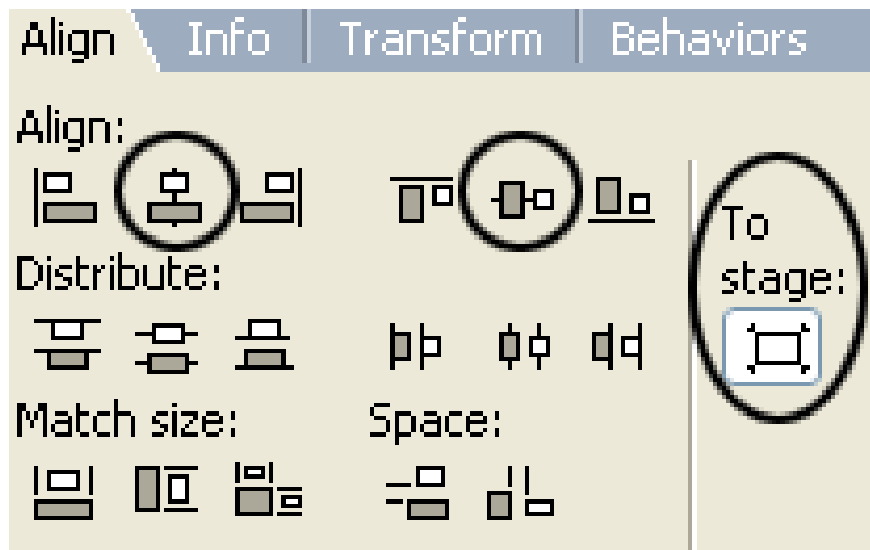 Align Info Transform Behaviors
Align:
To
stage:
Distribute:
Match size: Space: